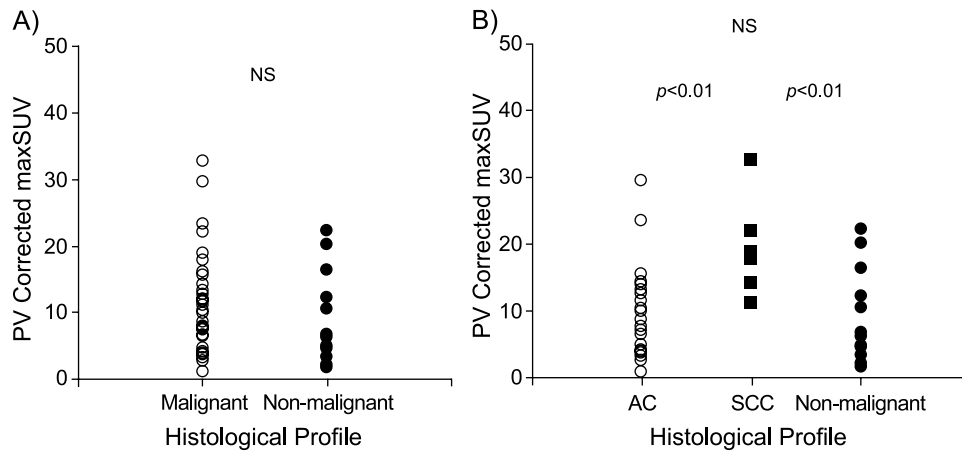 A)
PV Corrected maxSUV
50
40
30
20
10
0
NS
Malignant Non-malignant
Histological Profile
B)
PV Corrected maxSUV
50
40
30
20
10
0
NS
p<0.01 p<0.01
AC SCC Non-malignant
Histological Profile